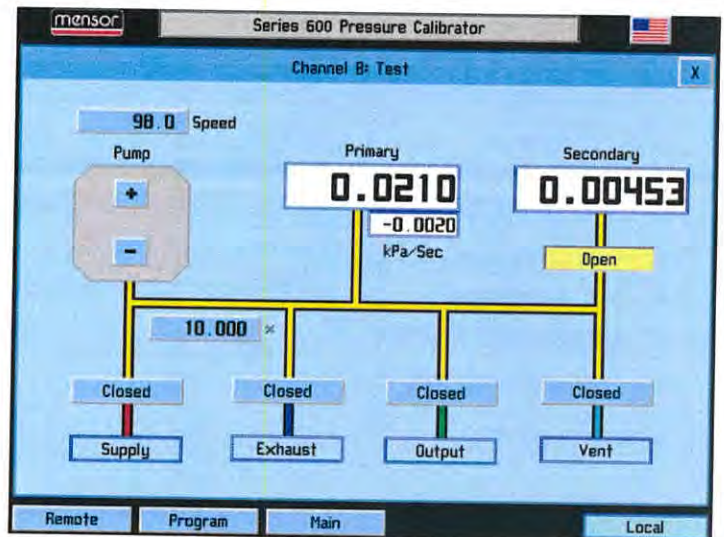 mensor
Series 600 Pressure Calibrator
Channel B: Test
X
98.0 Speed
Pump
Primary
Secondary
+
0.0210
0.00453
-0.0020
-
kPa/Sec
Open
10.000 %
Closed
Closed
Closed
Closed
Supply
Exhaust
Output
Vent
Remote
Program
Main
Local